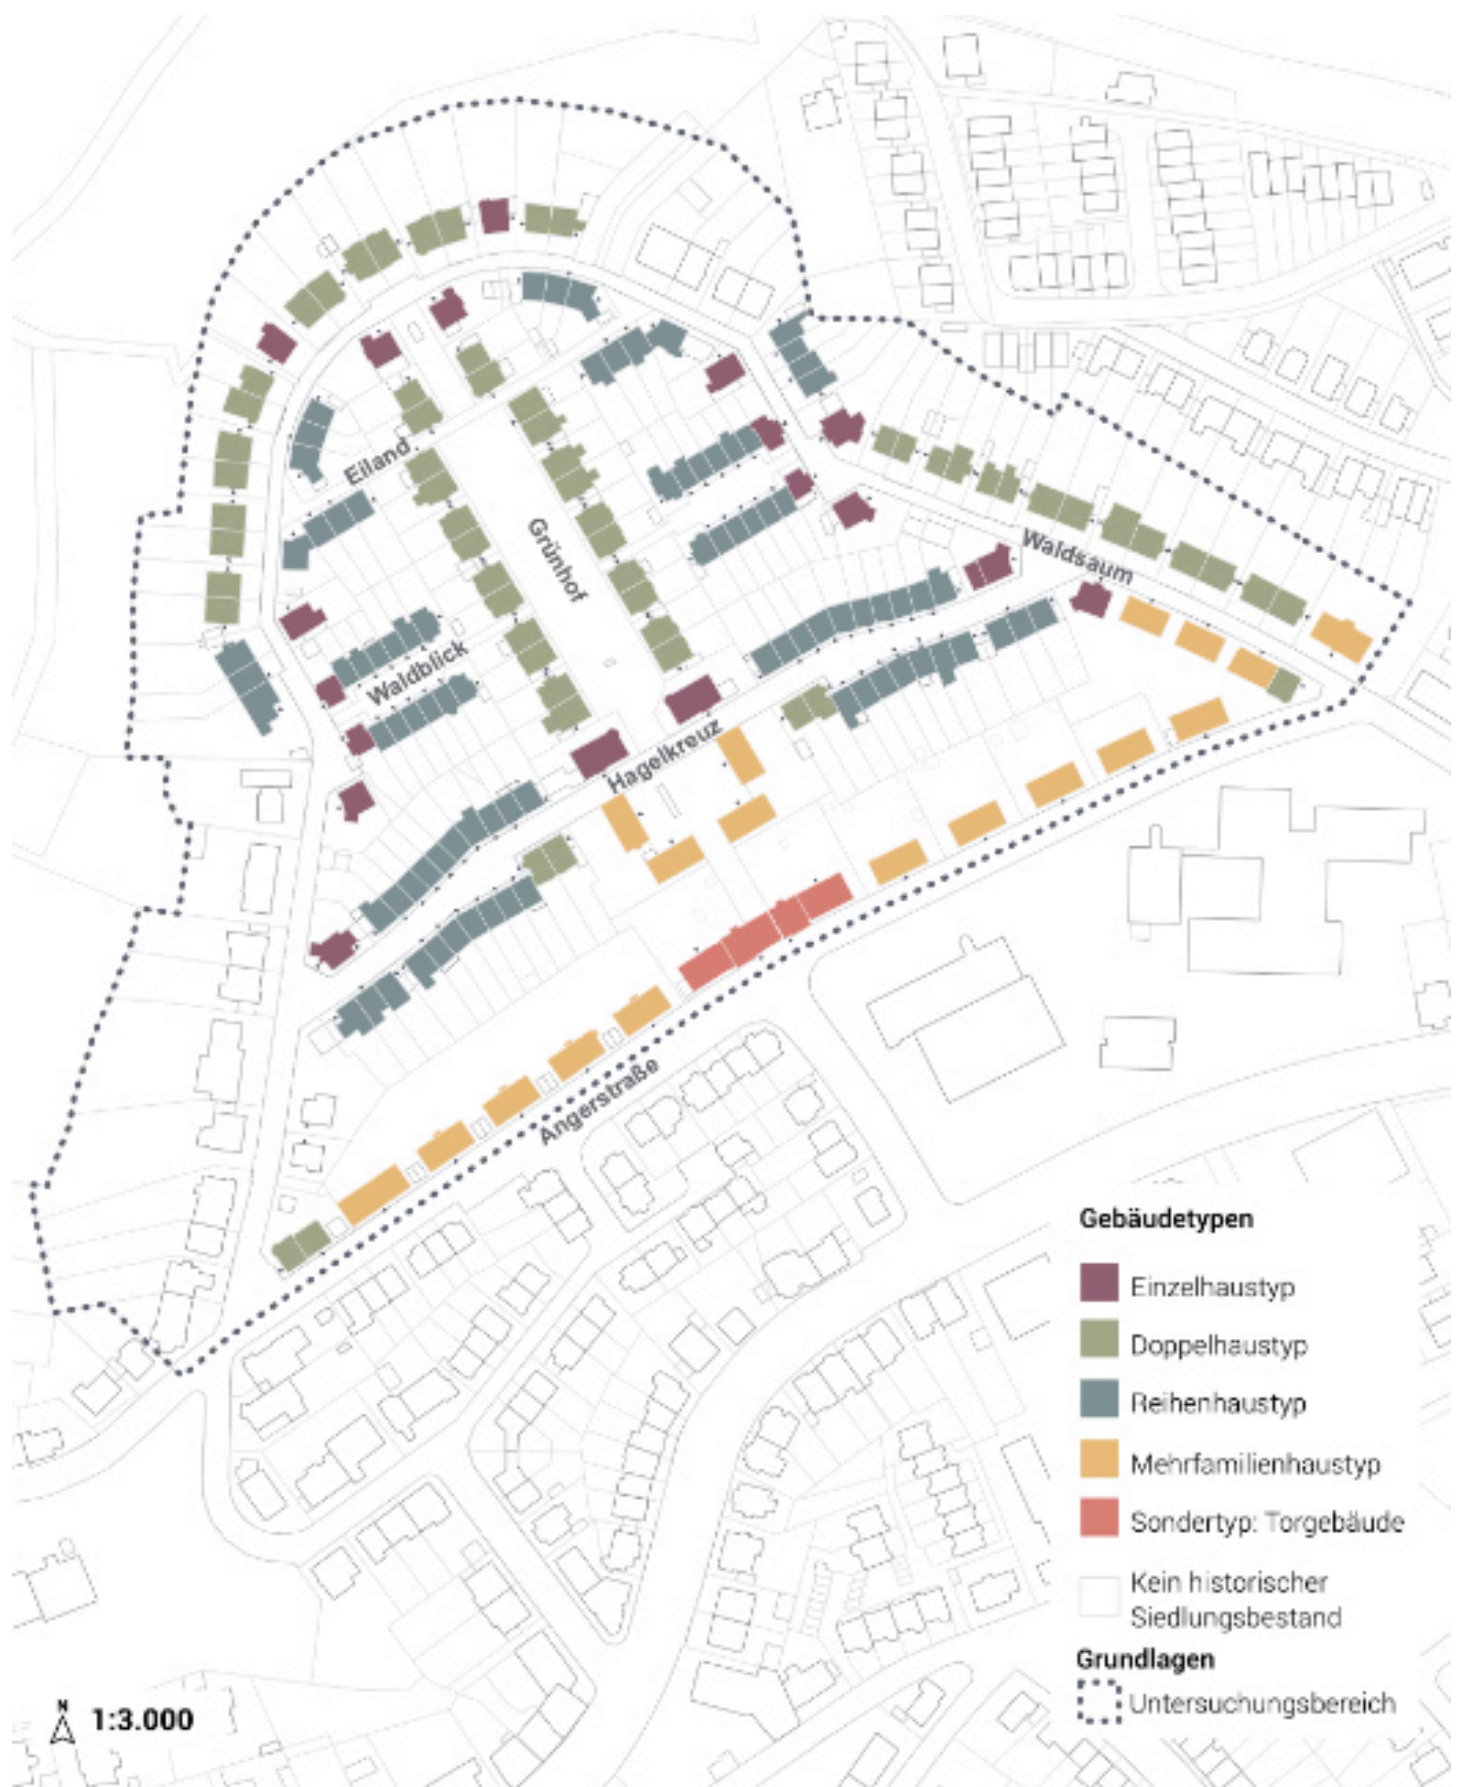 Eiland
Grünhof
Waldsaum
Waldblick
Hagelkreuz
Angerstraße
Gebäudetypen
Einzelhaustyp
Doppelhaustyp
Reihenhaustyp
Mehrfamilienhaustyp
Sondertyp: Torgebäude
Kein historischer
Siedlungsbestand
Grundlagen
Untersuchungsbereich
N
1:3.000